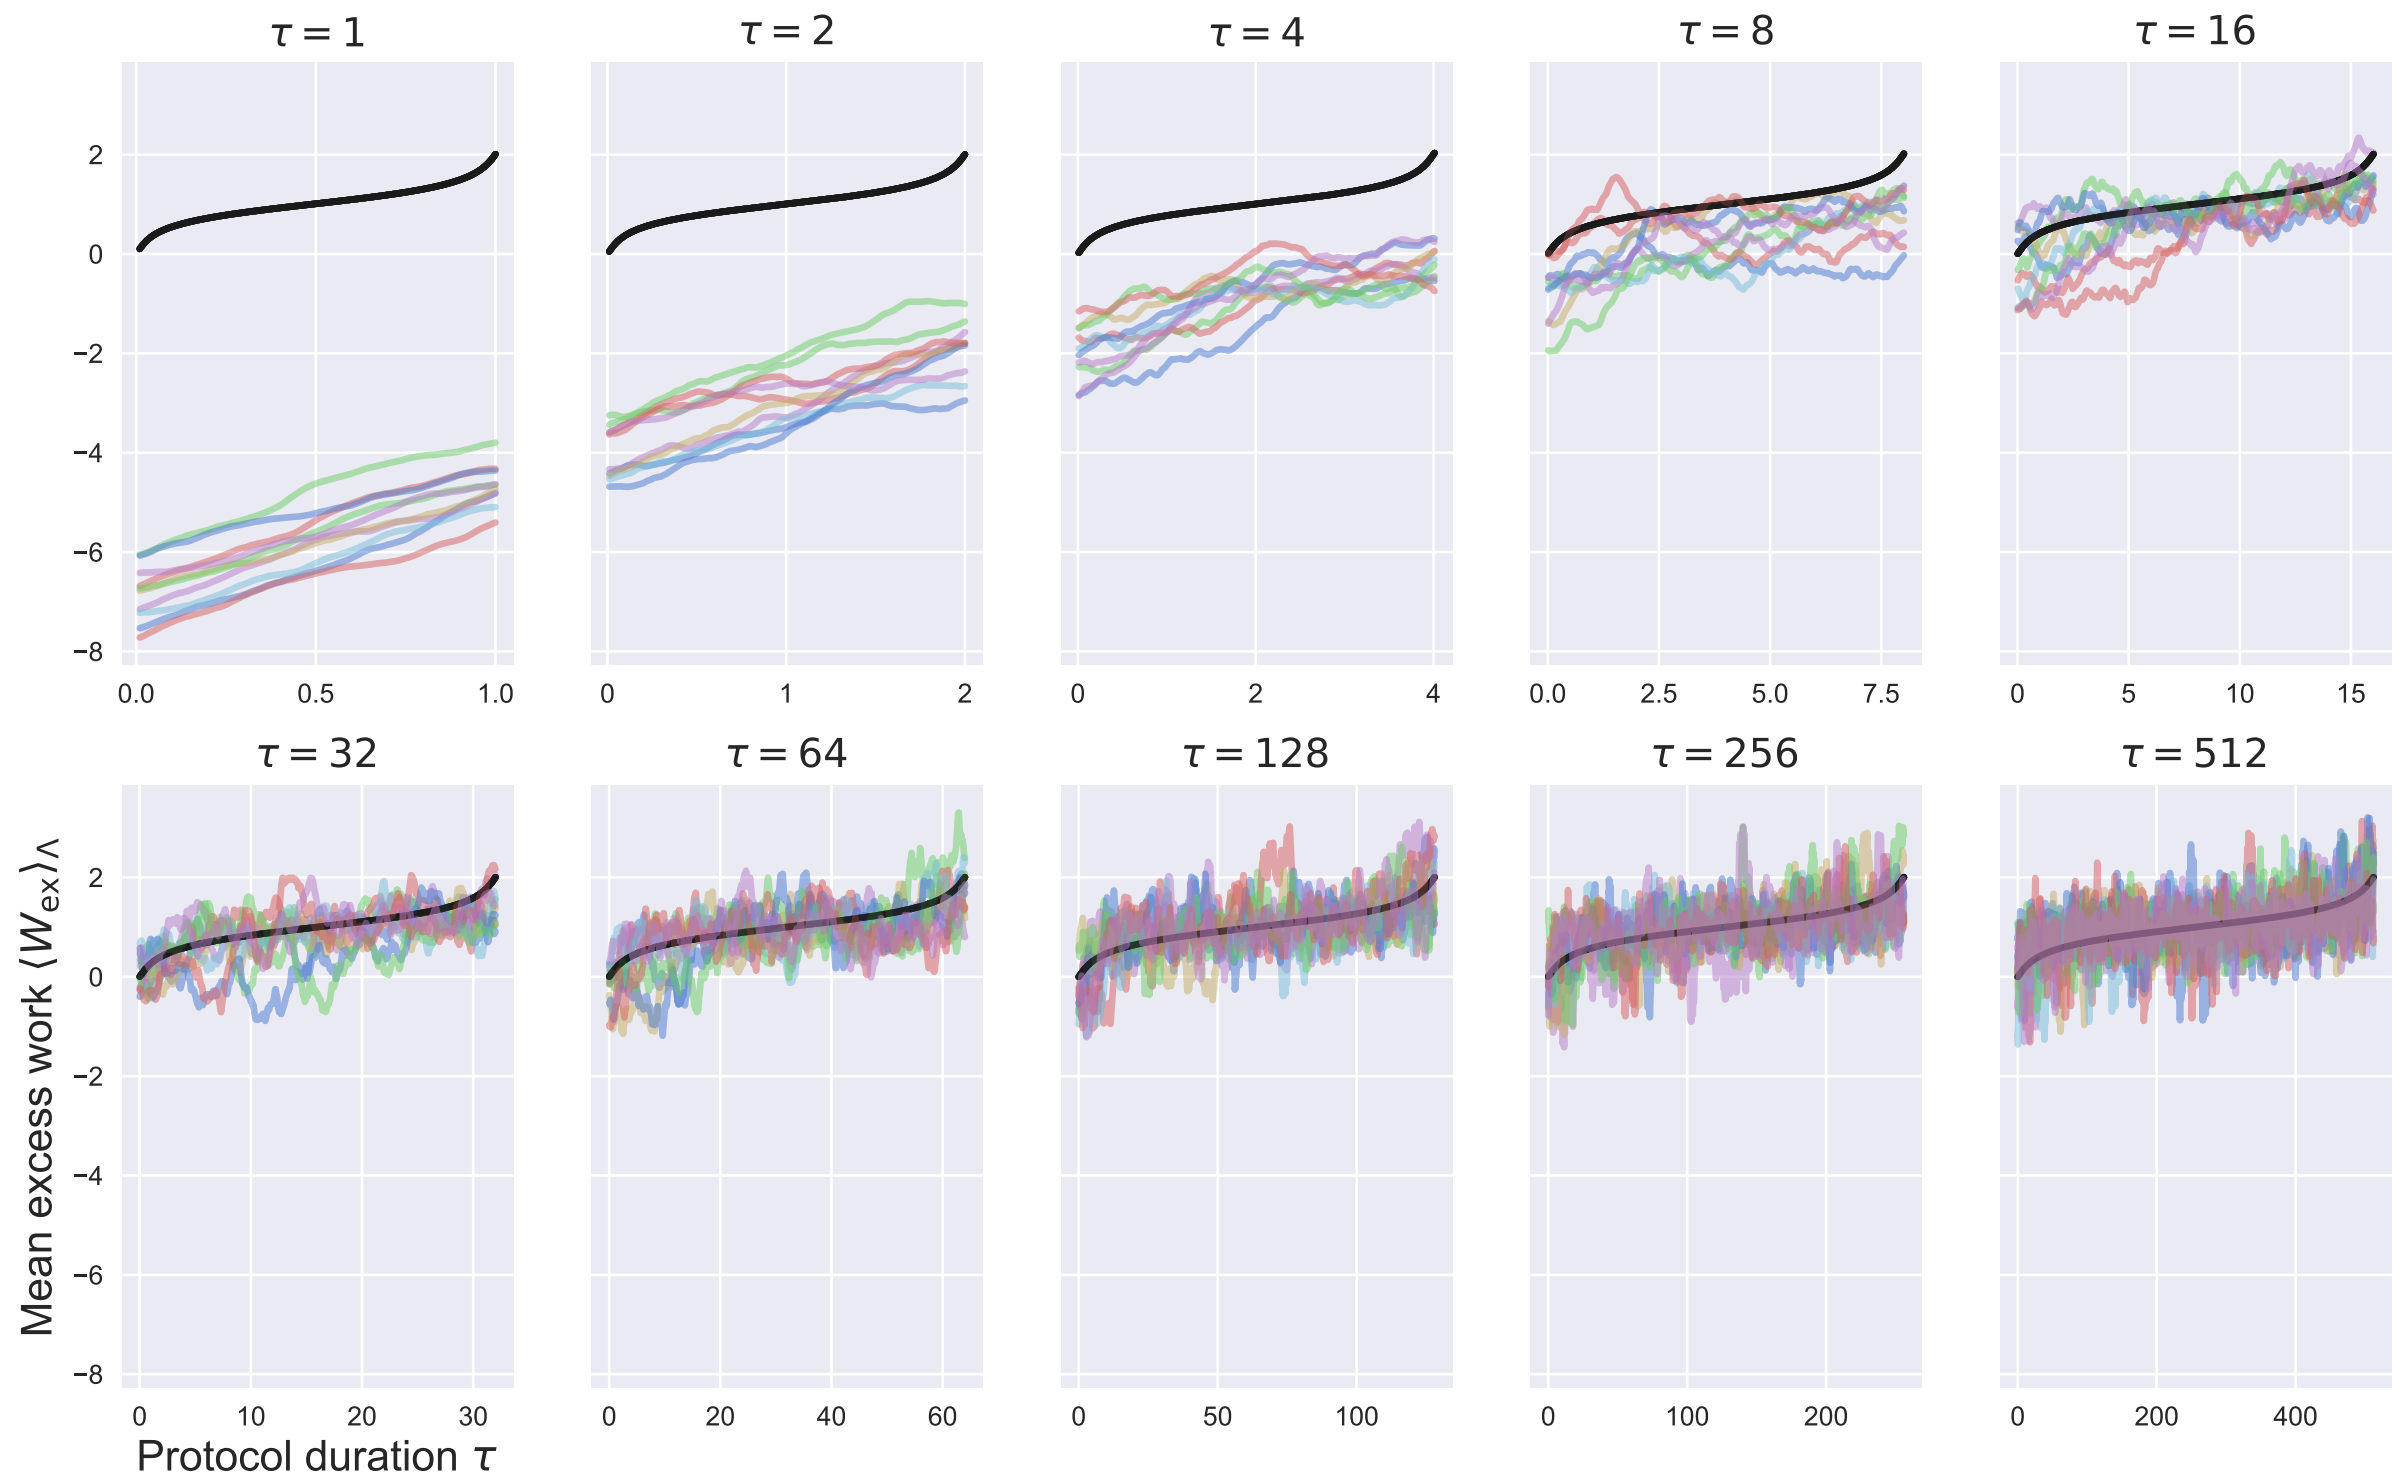 τ = 1
τ = 2
τ = 4
τ = 8
τ = 16
2
0
−2
−4
−6
−8
0.0 0.5 1.0
0 1 2
0 2 4
0.0 2.5 5.0 7.5
0 5 10 15
τ = 32
τ = 64
τ = 128
τ = 256
τ = 512
Mean excess work ⟨W_ex⟩_Λ
2
0
−2
−4
−6
−8
0 10 20 30
0 20 40 60
0 50 100
0 100 200
0 200 400
Protocol duration τ